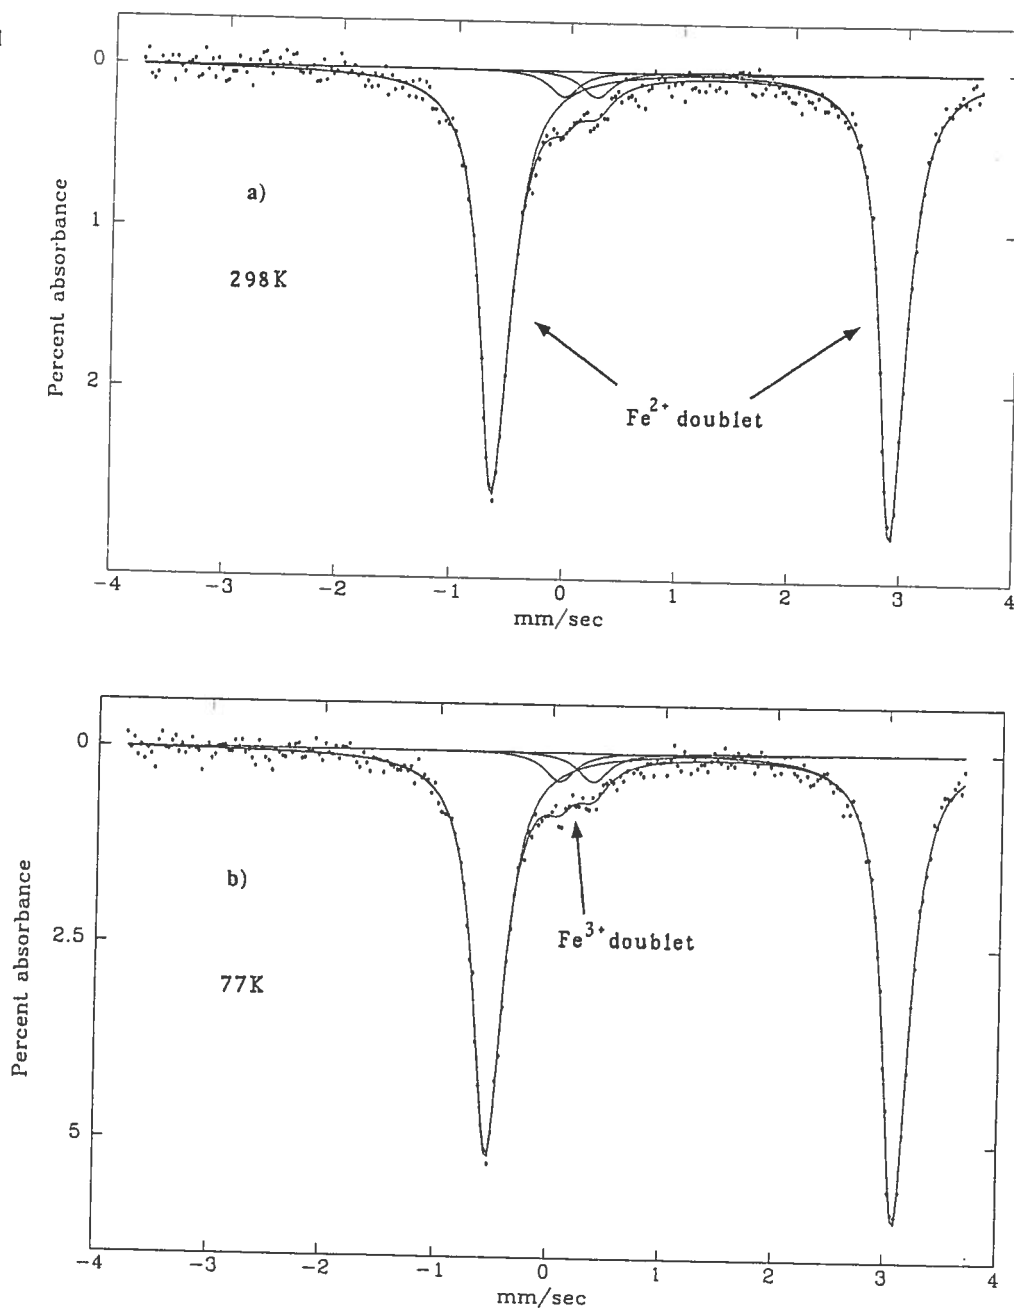 0
a)
1
298K
2
Percent absorbance
Fe2+ doublet
-4 -3 -2 -1 0 1 2 3 4
mm/sec
0
b)
2.5
Fe3+ doublet
77K
Percent absorbance
5
-4 -3 -2 -1 0 1 2 3 4
mm/sec